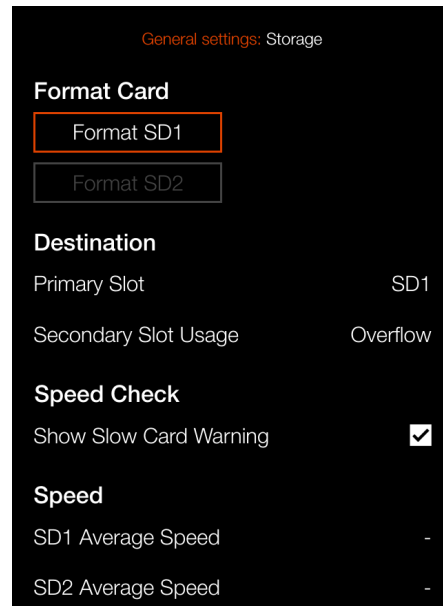 General settings: Storage
Format Card
Format SD1
Format SD2
Destination
Primary Slot SD1
Secondary Slot Usage Overflow
Speed Check
Show Slow Card Warning
Speed
SD1 Average Speed -
SD2 Average Speed -